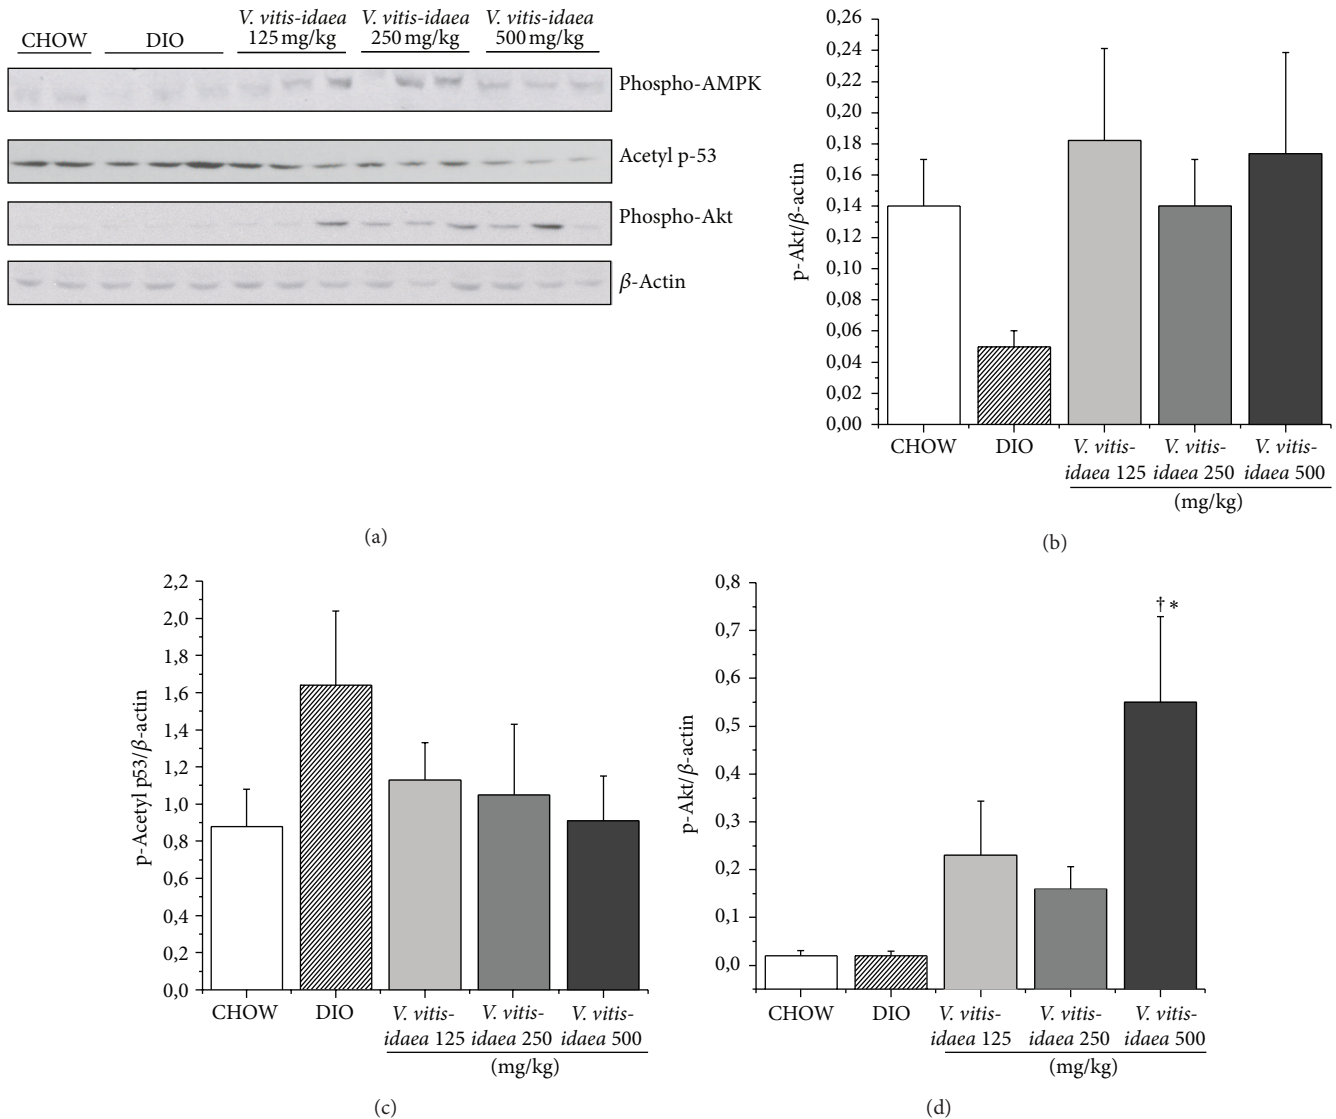 V. vitis-idaea V. vitis-idaea V. vitis-idaea
CHOW DIO 125 mg/kg 250 mg/kg 500 mg/kg
Phospho-AMPK
Acetyl p-53
Phospho-Akt
β-Actin
(a)
p-Akt/β-actin
0,26
0,24
0,22
0,20
0,18
0,16
0,14
0,12
0,10
0,08
0,06
0,04
0,02
0,00
CHOW DIO V. vitis- V. vitis- V. vitis-
idaea 125 idaea 250 idaea 500
(mg/kg)
(b)
p-Acetyl p53/β-actin
2,2
2,0
1,8
1,6
1,4
1,2
1,0
0,8
0,6
0,4
0,2
0,0
CHOW DIO V. vitis- V. vitis- V. vitis-
idaea 125 idaea 250 idaea 500
(mg/kg)
(c)
p-Akt/β-actin
0,8
0,7
0,6
0,5
0,3
0,2
0,1
0,0
† *
CHOW DIO V. vitis- V. vitis- V. vitis-
idaea 125 idaea 250 idaea 500
(mg/kg)
(d)